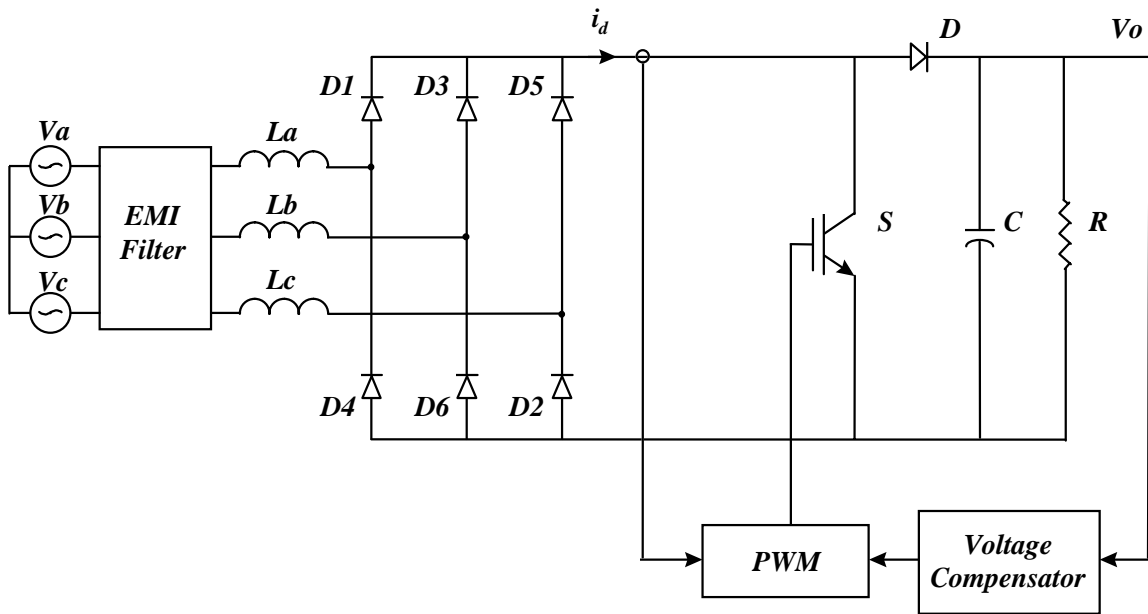 i_d
D
Vo
D1
D3
D5
Va
La
Vb
EMI
Filter
Lb
S
C
R
Vc
Lc
D4
D6
D2
PWM
Voltage
Compensator